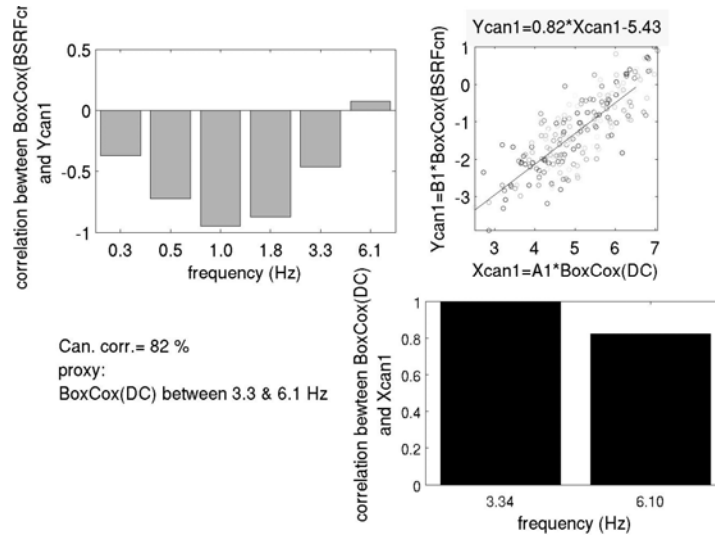 correlation bewteen BoxCox(BSRFcn)
and Ycan1
0.5
0
-0.5
-1
0.3 0.5 1.0 1.8 3.3 6.1
frequency (Hz)
Ycan1=0.82*Xcan1-5.43
Ycan1=B1*BoxCox(BSRFcn)
1
0
-1
-2
-3
3 4 5 6 7
Xcan1=A1*BoxCox(DC)
Can. corr.= 82 %
proxy:
BoxCox(DC) between 3.3 & 6.1 Hz
correlation bewteen BoxCox(DC)
and Xcan1
1
0.8
0.6
0.4
0.2
0
3.34 6.10
frequency (Hz)